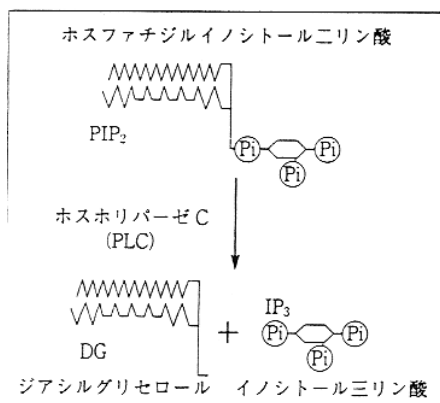 ホスファチジルイノシトール二リン酸
PIP₂
Pi
Pi
Pi
ホスホリパーゼC
(PLC)
+
IP₃
Pi
Pi
Pi
DG
ジアシルグリセロール
イノシトール三リン酸